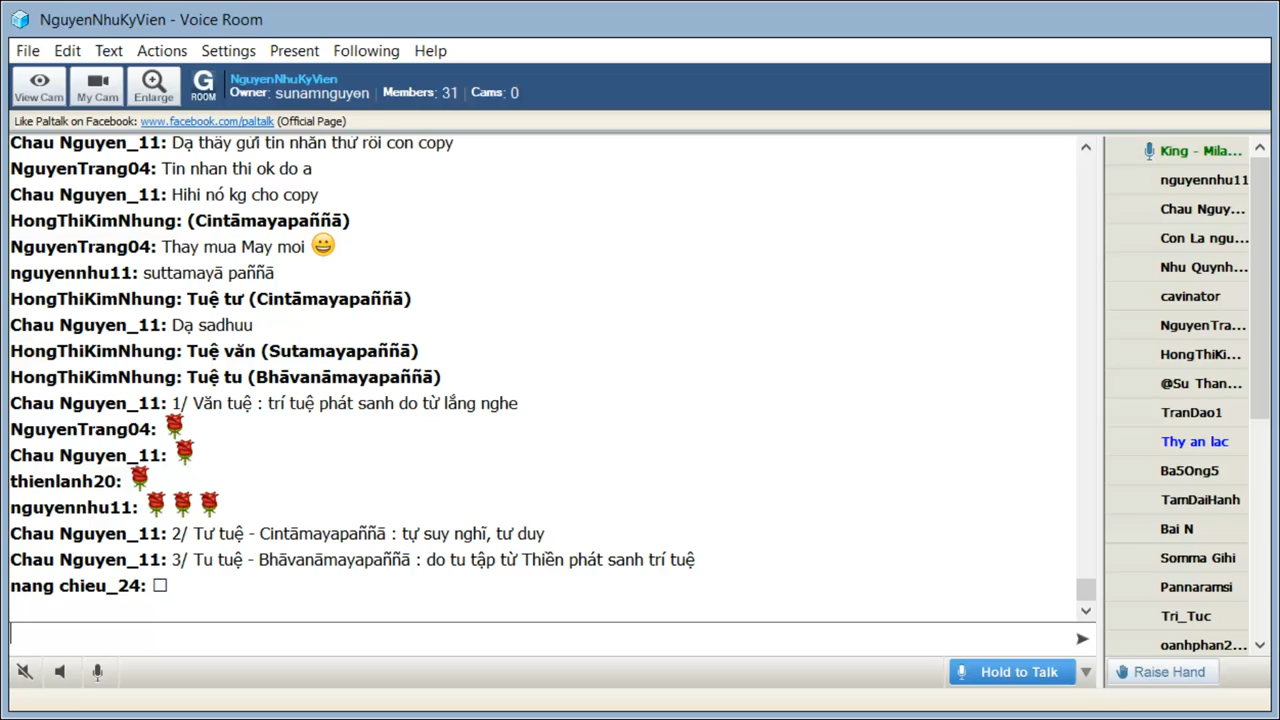 NguyenNhuKyVien - Voice Room
File Edit Text Actions Settings Present Following Help
View Cam My Cam Enlarge G ROOM
NguyenNhuKyVien
Owner: sunamnguyen | Members: 31 | Cams: 0
Like Paltalk on Facebook: www.facebook.com/paltalk (Official Page)
Chau Nguyen_11: Dạ thầy gửi tin nhắn thử rồi con copy
NguyenTrang04: Tin nhan thi ok do a
Chau Nguyen_11: Hihi nó kg cho copy
HongThiKimNhung: (Cintāmayapaññā)
NguyenTrang04: Thay mua May moi
nguyennhu11: suttamayā paññā
HongThiKimNhung: Tuệ tư (Cintāmayapaññā)
Chau Nguyen_11: Dạ sadhuu
HongThiKimNhung: Tuệ văn (Sutamayapaññā)
HongThiKimNhung: Tuệ tu (Bhāvanāmayapaññā)
Chau Nguyen_11: 1/ Văn tuệ : trí tuệ phát sanh do từ lắng nghe
NguyenTrang04:
Chau Nguyen_11:
thienlanh20:
nguyennhu11:
Chau Nguyen_11: 2/ Tư tuệ - Cintāmayapaññā : tự suy nghĩ, tư duy
Chau Nguyen_11: 3/ Tu tuệ - Bhāvanāmayapaññā : do tu tập từ Thiền phát sanh trí tuệ
nang chieu_24:
Hold to Talk
King - Mila...
nguyennhu11
Chau Nguy...
Con La ngu...
Nhu Quynh...
cavinator
NguyenTra...
HongThiKi...
@Su Than...
TranDao1
Thy an lac
Ba5Ong5
TamDaiHanh
Bai N
Somma Gihi
Pannaramsi
Tri_Tuc
oanhphan2...
Raise Hand